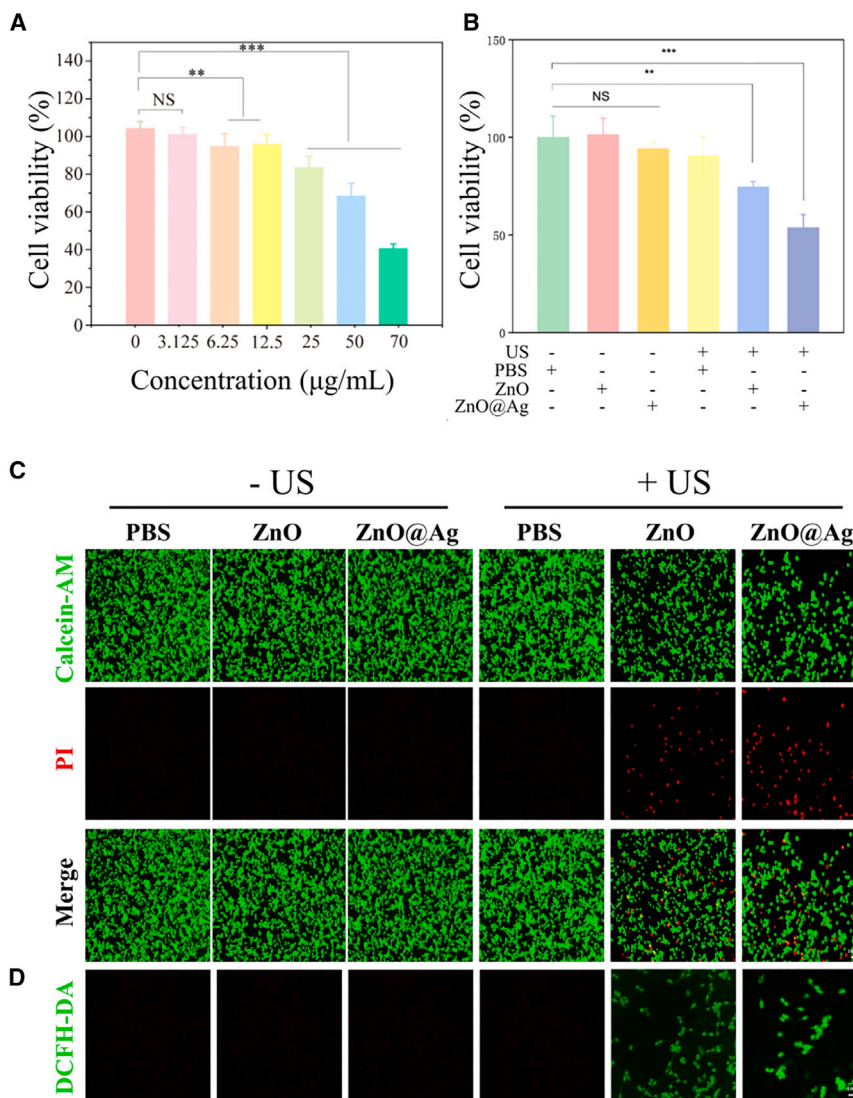 A
Cell viability (%)
140
120
100
80
60
40
20
0
***
**
NS
0 3.125 6.25 12.5 25 50 70
Concentration (μg/mL)
B
Cell viability (%)
150
100
50
0
***
**
NS
US - - - + + +
PBS + - - + - -
ZnO - + - - + -
ZnO@Ag - - + - - +
C
- US + US
PBS ZnO ZnO@Ag PBS ZnO ZnO@Ag
Calcein-AM
PI
Merge
D
DCFH-DA